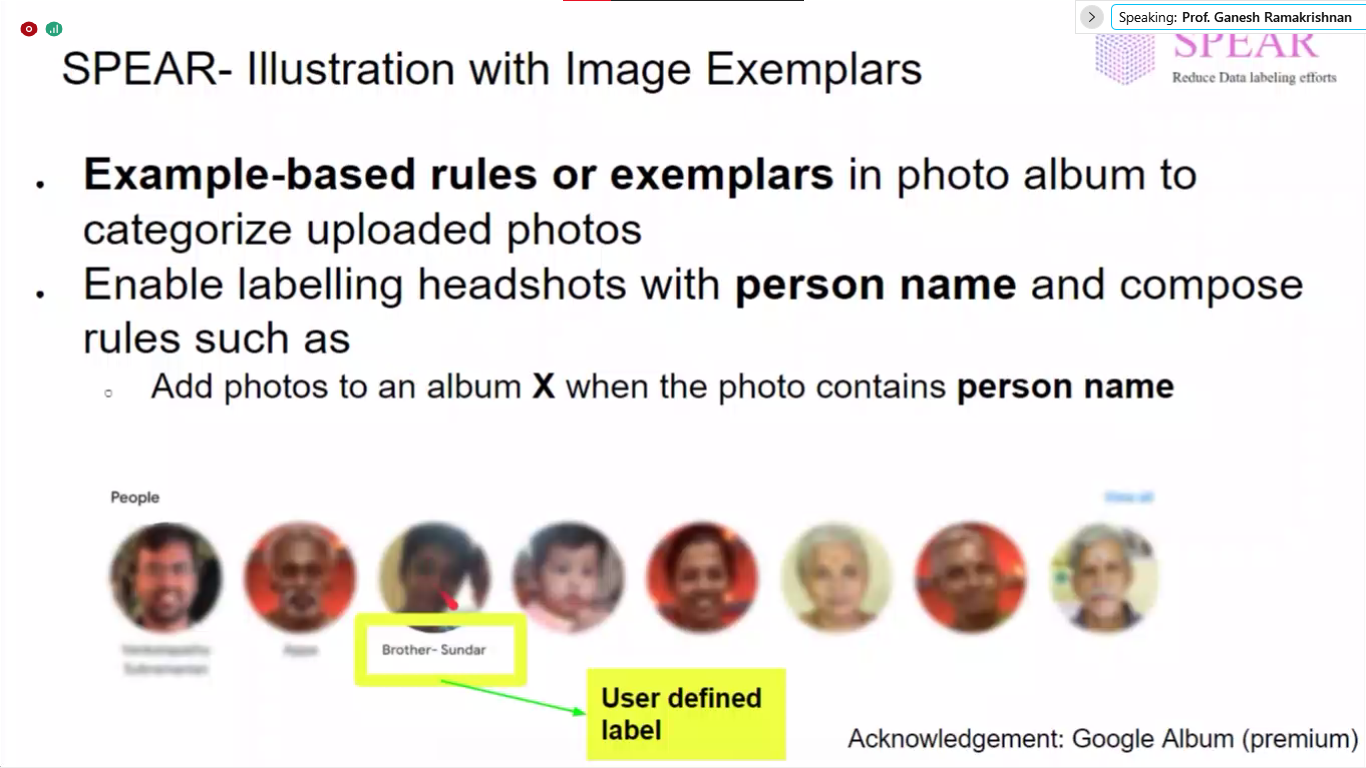 Speaking: Prof. Ganesh Ramakrishnan
SPEAR- Illustration with Image Exemplars
SPEAR
Reduce Data labeling efforts
Example-based rules or exemplars in photo album to
categorize uploaded photos
Enable labelling headshots with person name and compose
rules such as
Add photos to an album X when the photo contains person name
People
View all
Brother- Sundar
User defined
label
Acknowledgement: Google Album (premium)